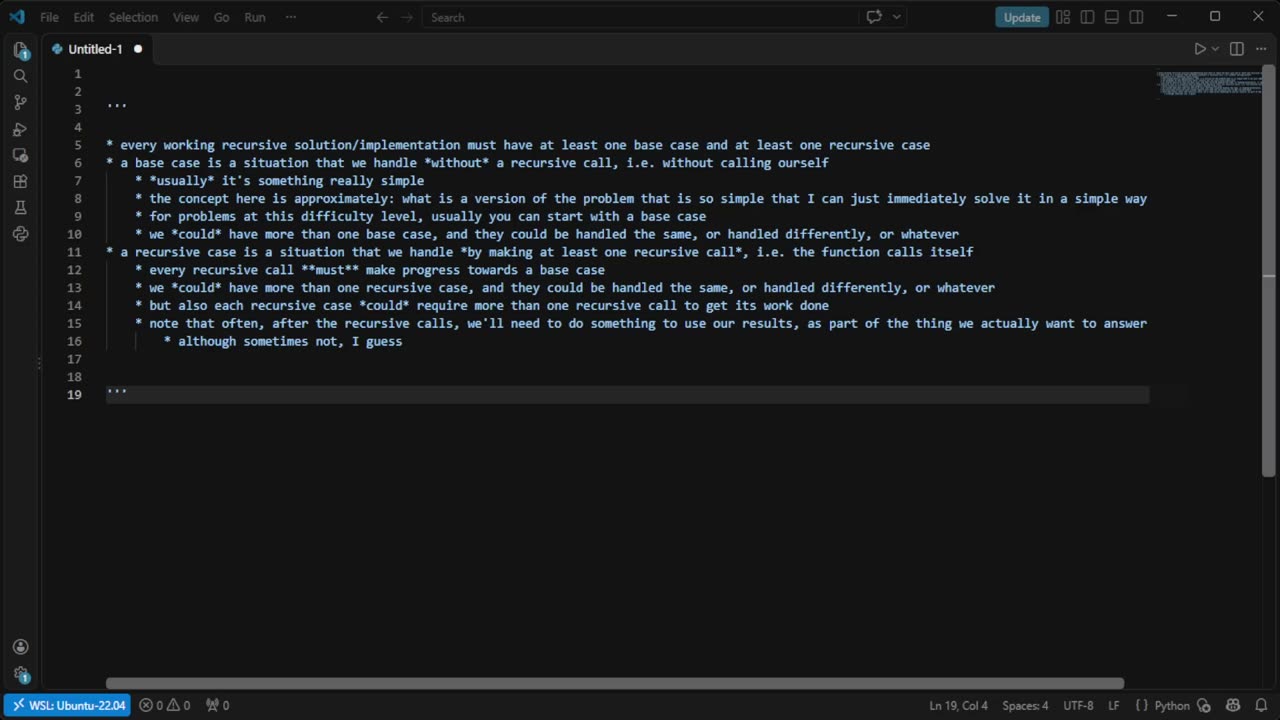 File Edit Selection View Go Run ··· Search Update
Untitled-1
1
2
3 '''
4
5 * every working recursive solution/implementation must have at least one base case and at least one recursive case
6 * a base case is a situation that we handle *without* a recursive call, i.e. without calling ourself
7 * *usually* it's something really simple
8 * the concept here is approximately: what is a version of the problem that is so simple that I can just immediately solve it in a simple way
9 * for problems at this difficulty level, usually you can start with a base case
10 * we *could* have more than one base case, and they could be handled the same, or handled differently, or whatever
11 * a recursive case is a situation that we handle *by making at least one recursive call*, i.e. the function calls itself
12 * every recursive call **must** make progress towards a base case
13 * we *could* have more than one recursive case, and they could be handled the same, or handled differently, or whatever
14 * but also each recursive case *could* require more than one recursive call to get its work done
15 * note that often, after the recursive calls, we'll need to do something to use our results, as part of the thing we actually want to answer
16 * although sometimes not, I guess
17
18
19 '''
WSL: Ubuntu-22.04 0 0 0 Ln 19, Col 4 Spaces: 4 UTF-8 LF { } Python